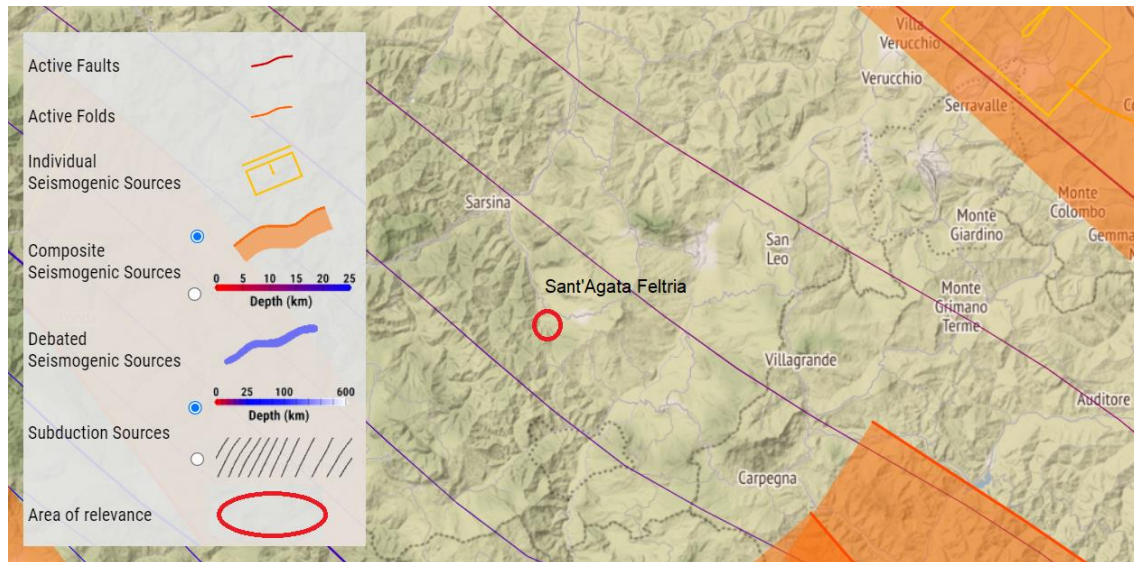 Active Faults
Active Folds
Individual
Seismogenic Sources
Composite
Seismogenic Sources
0 5 10 15 20 25
Depth (km)
Debated
Seismogenic Sources
0 25 100 600
Depth (km)
Subduction Sources
Area of relevance
Villa
Verucchio
Verucchio
Serravalle
Sarsina
Monte
Colombo
Monte
Giardino
San
Leo
Sant'Agata Feltria
Monte
Grimano
Terme
Villagrande
Auditore
Carpegna